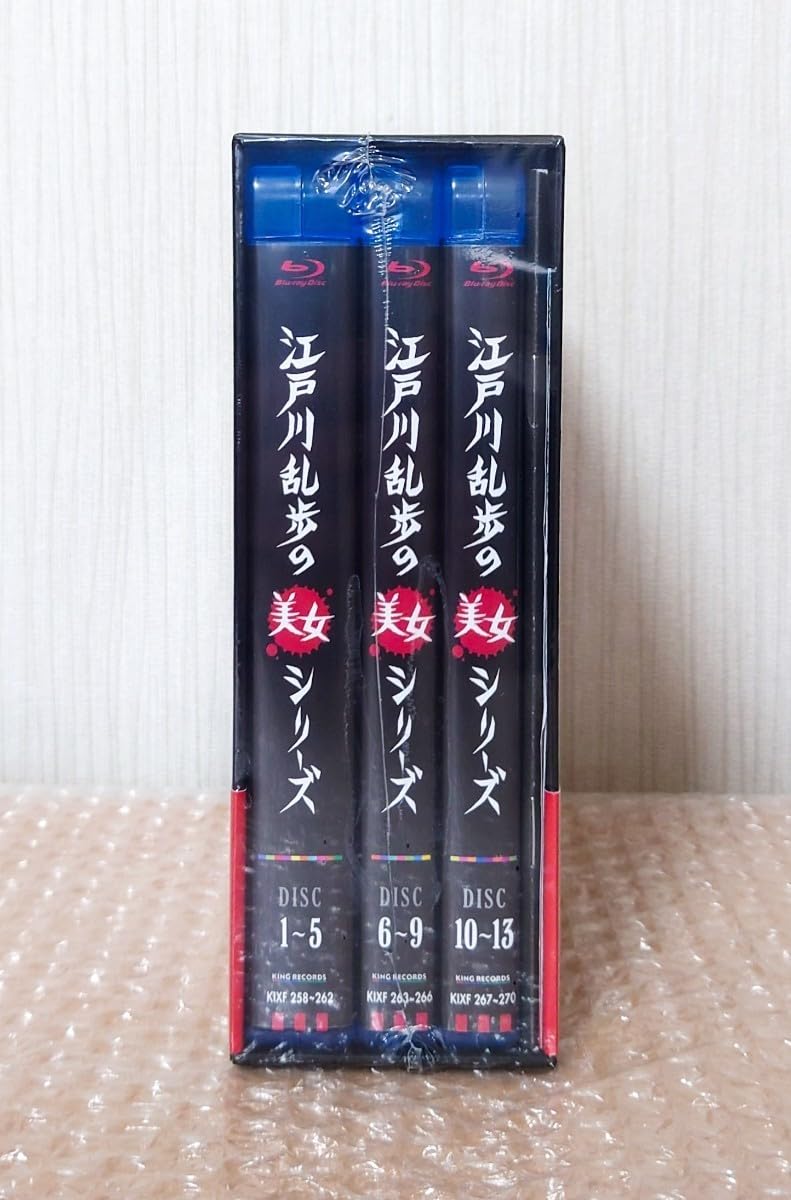 Blu-ray Disc
江戸川乱歩の
美女
シリーズ
DISC
1~5
KING RECORDS
KIXF 258~262
Blu-ray Disc
江戸川乱歩の
美女
シリーズ
DISC
6~9
KING RECORDS
KIXF 263~266
Blu-ray Disc
江戸川乱歩の
美女
シリーズ
DISC
10~13
KING RECORDS
KIXF 267~270